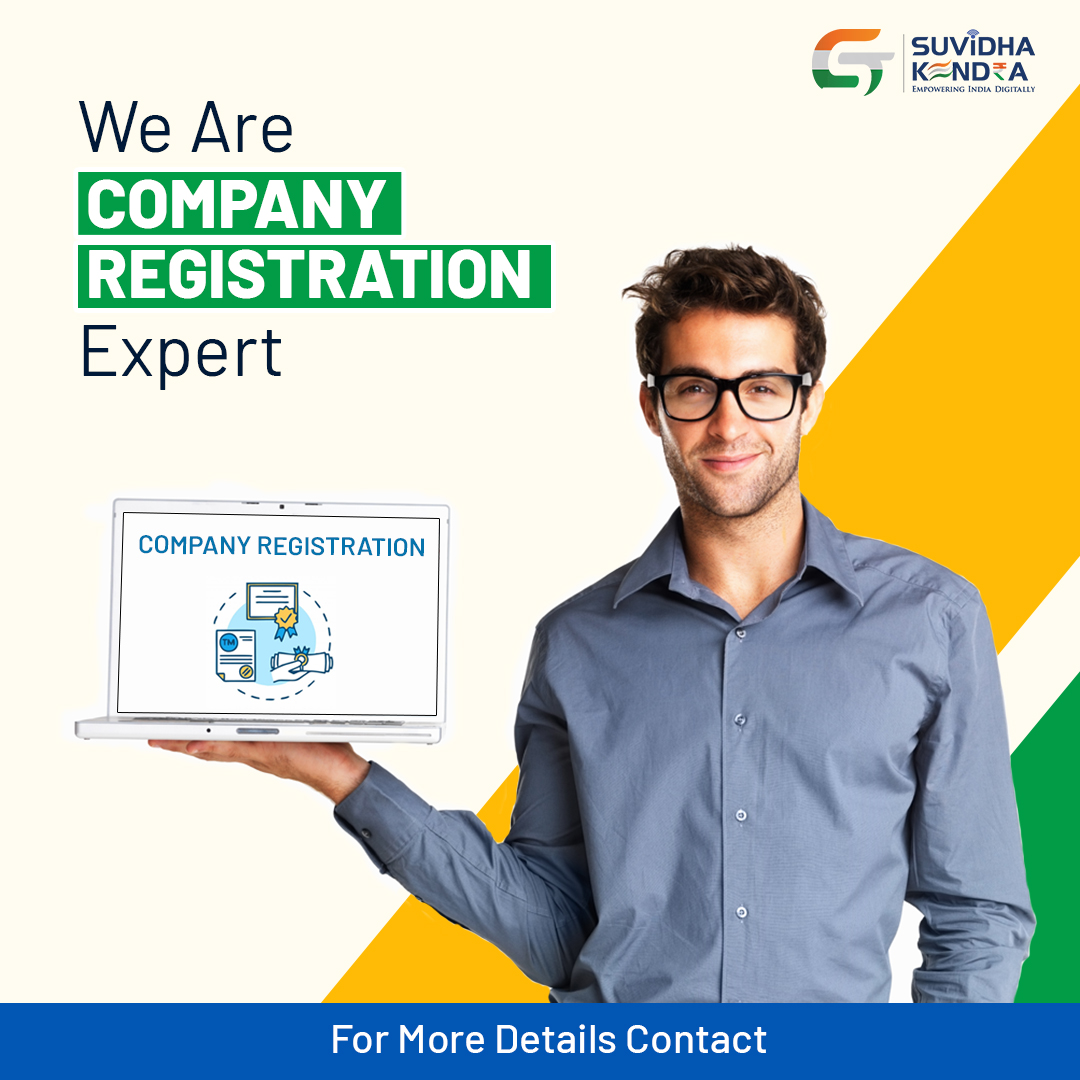 SUVIDHA
KENDRA
EMPOWERING INDIA DIGITALLY
We Are
COMPANY
REGISTRATION
Expert
COMPANY REGISTRATION
TM
For More Details Contact